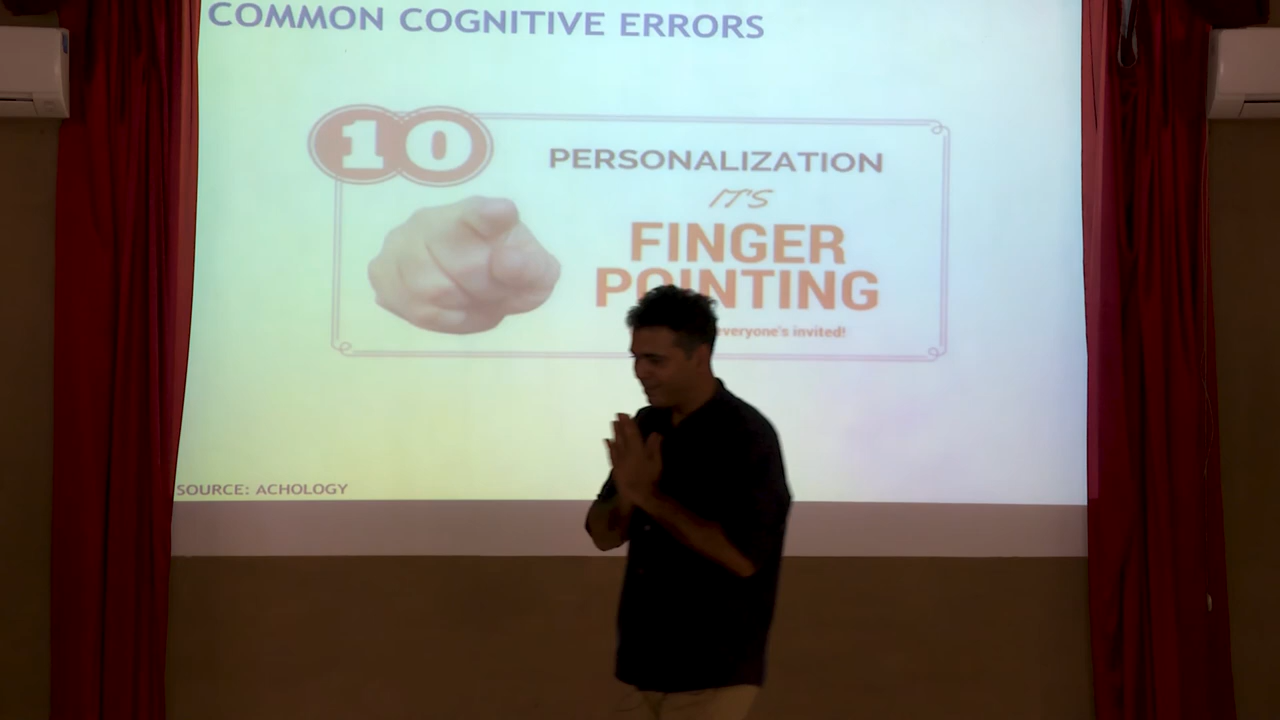 COMMON COGNITIVE ERRORS
10
PERSONALIZATION
IT'S
FINGER
POINTING
everyone's invited!
SOURCE: ACHOLOGY